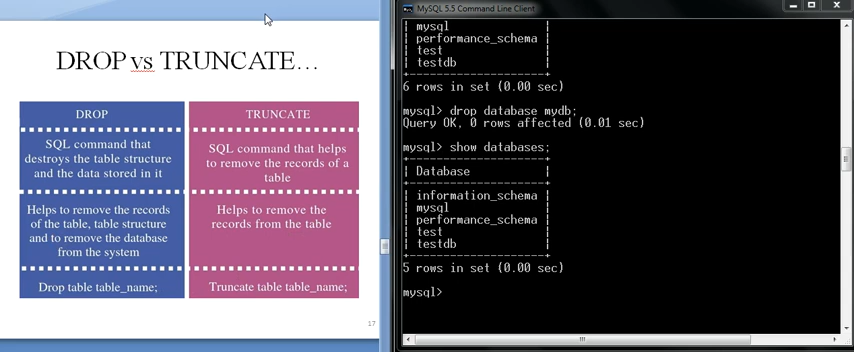 DROP vs TRUNCATE...
DROP
SQL command that
destroys the table structure
and the data stored in it
Helps to remove the records
of the table, table structure
and to remove the database
from the system
Drop table table_name;
TRUNCATE
SQL command that helps
to remove the records of a
table
Helps to remove the
records from the table
Truncate table table_name;
17
MySQL 5.5 Command Line Client
| mysql |
| performance_schema |
| test |
| testdb |
+--------------------+
6 rows in set (0.00 sec)
mysql> drop database mydb;
Query OK, 0 rows affected (0.01 sec)
mysql> show databases;
+--------------------+
| Database |
+--------------------+
| information_schema |
| mysql |
| performance_schema |
| test |
| testdb |
+--------------------+
5 rows in set (0.00 sec)
mysql>